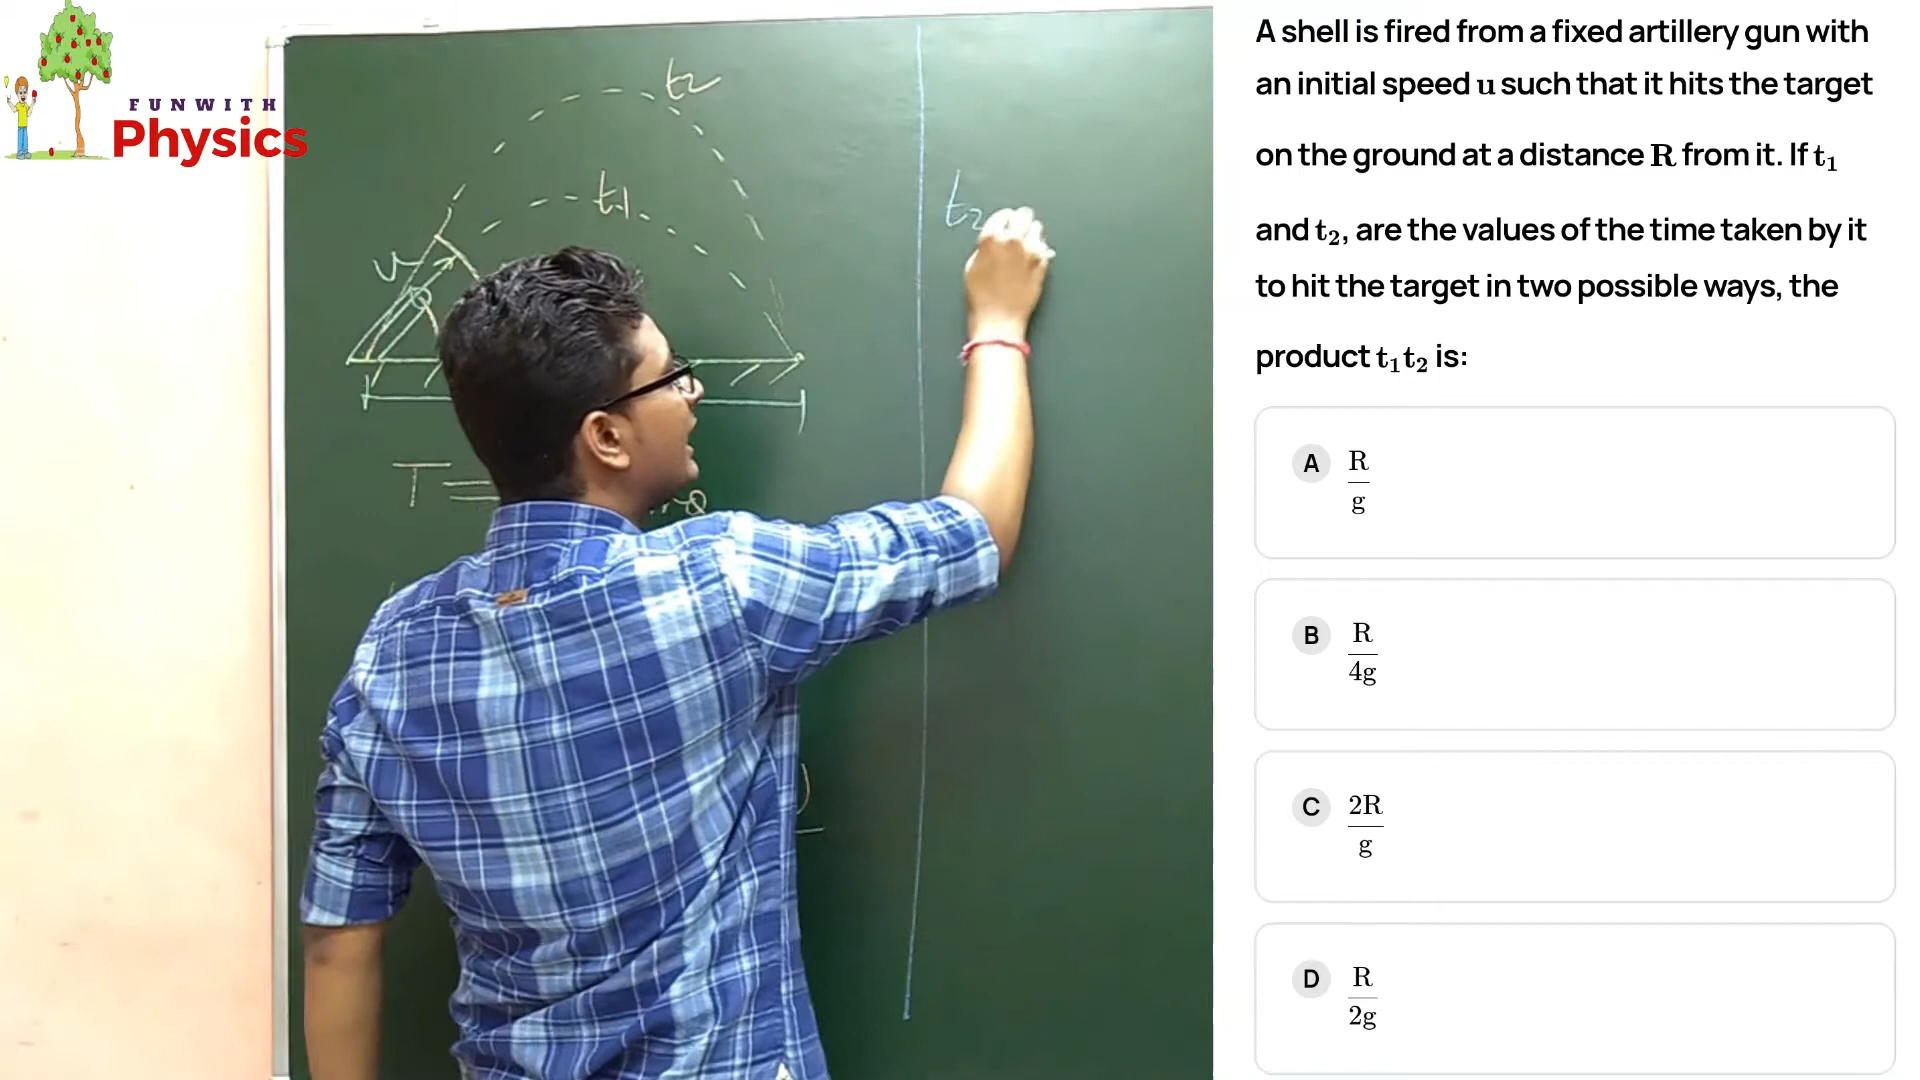 FUNWITH
Physics
t2
t1
u
T=
t2
A shell is fired from a fixed artillery gun with
an initial speed u such that it hits the target
on the ground at a distance R from it. If t₁
and t₂, are the values of the time taken by it
to hit the target in two possible ways, the
product t₁t₂ is:
A R/g
B R/4g
C 2R/g
D R/2g